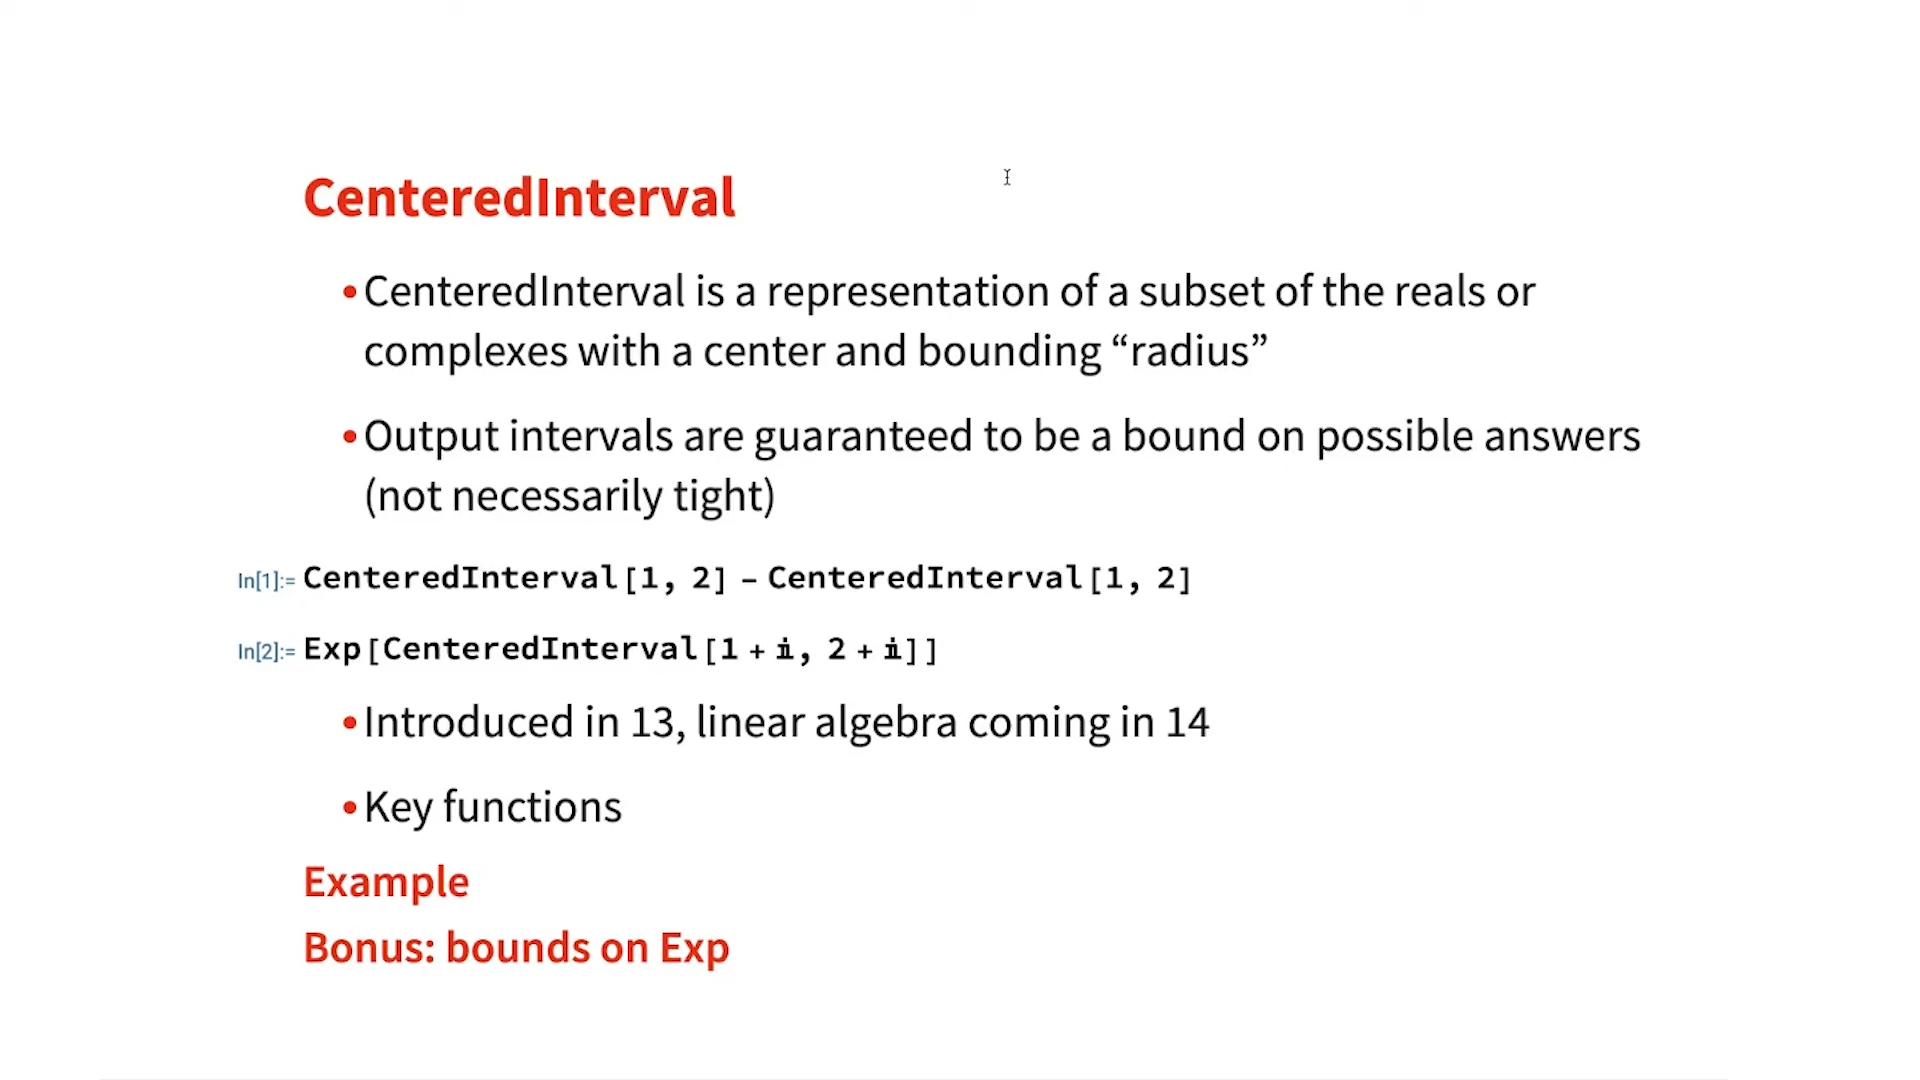 CenteredInterval
•CenteredInterval is a representation of a subset of the reals or
complexes with a center and bounding “radius”
•Output intervals are guaranteed to be a bound on possible answers
(not necessarily tight)
In[1]:= CenteredInterval[1, 2] – CenteredInterval[1, 2]
In[2]:= Exp[CenteredInterval[1 + ⅈ, 2 + ⅈ]]
•Introduced in 13, linear algebra coming in 14
•Key functions
Example
Bonus: bounds on Exp